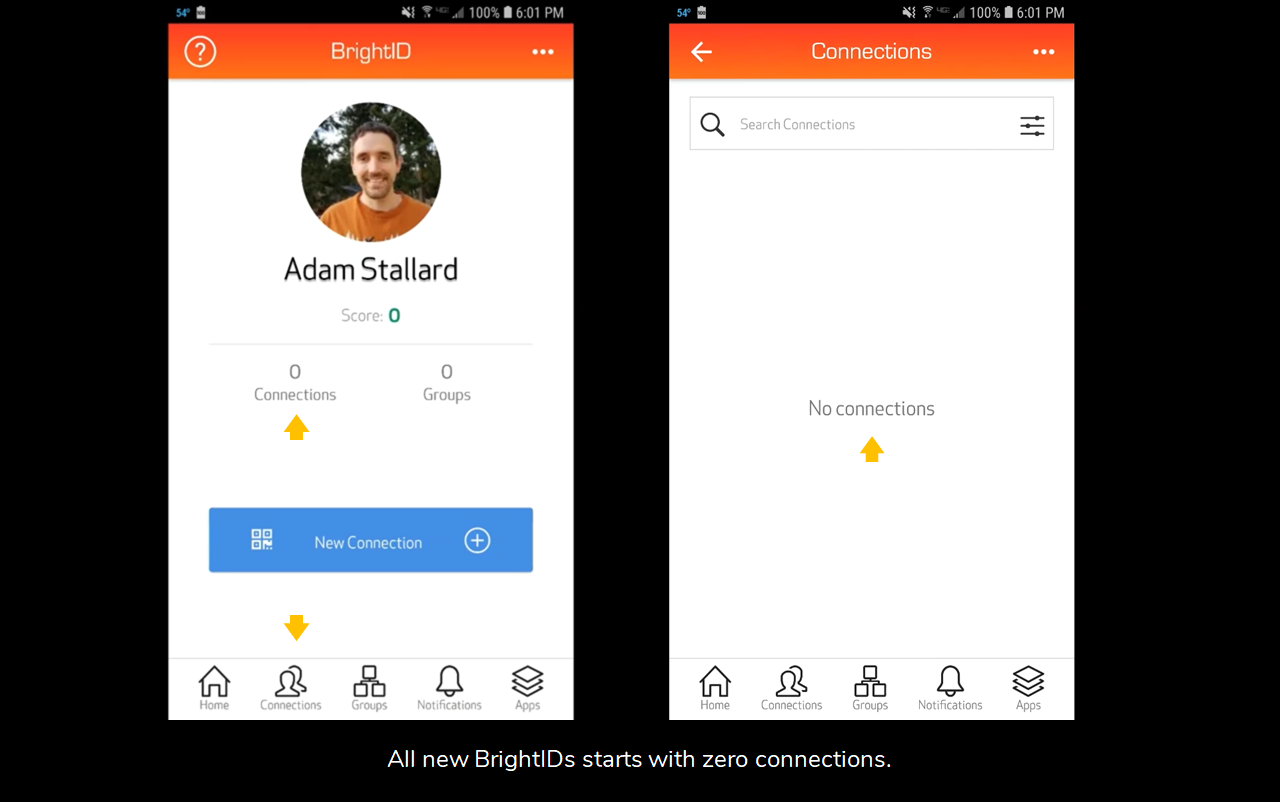 54° 100% 6:01 PM
BrightID
Adam Stallard
Score: 0
0 0
Connections Groups
New Connection
Home Connections Groups Notifications Apps
54° 100% 6:01 PM
Connections
Search Connections
No connections
Home Connections Groups Notifications Apps
All new BrightIDs starts with zero connections.